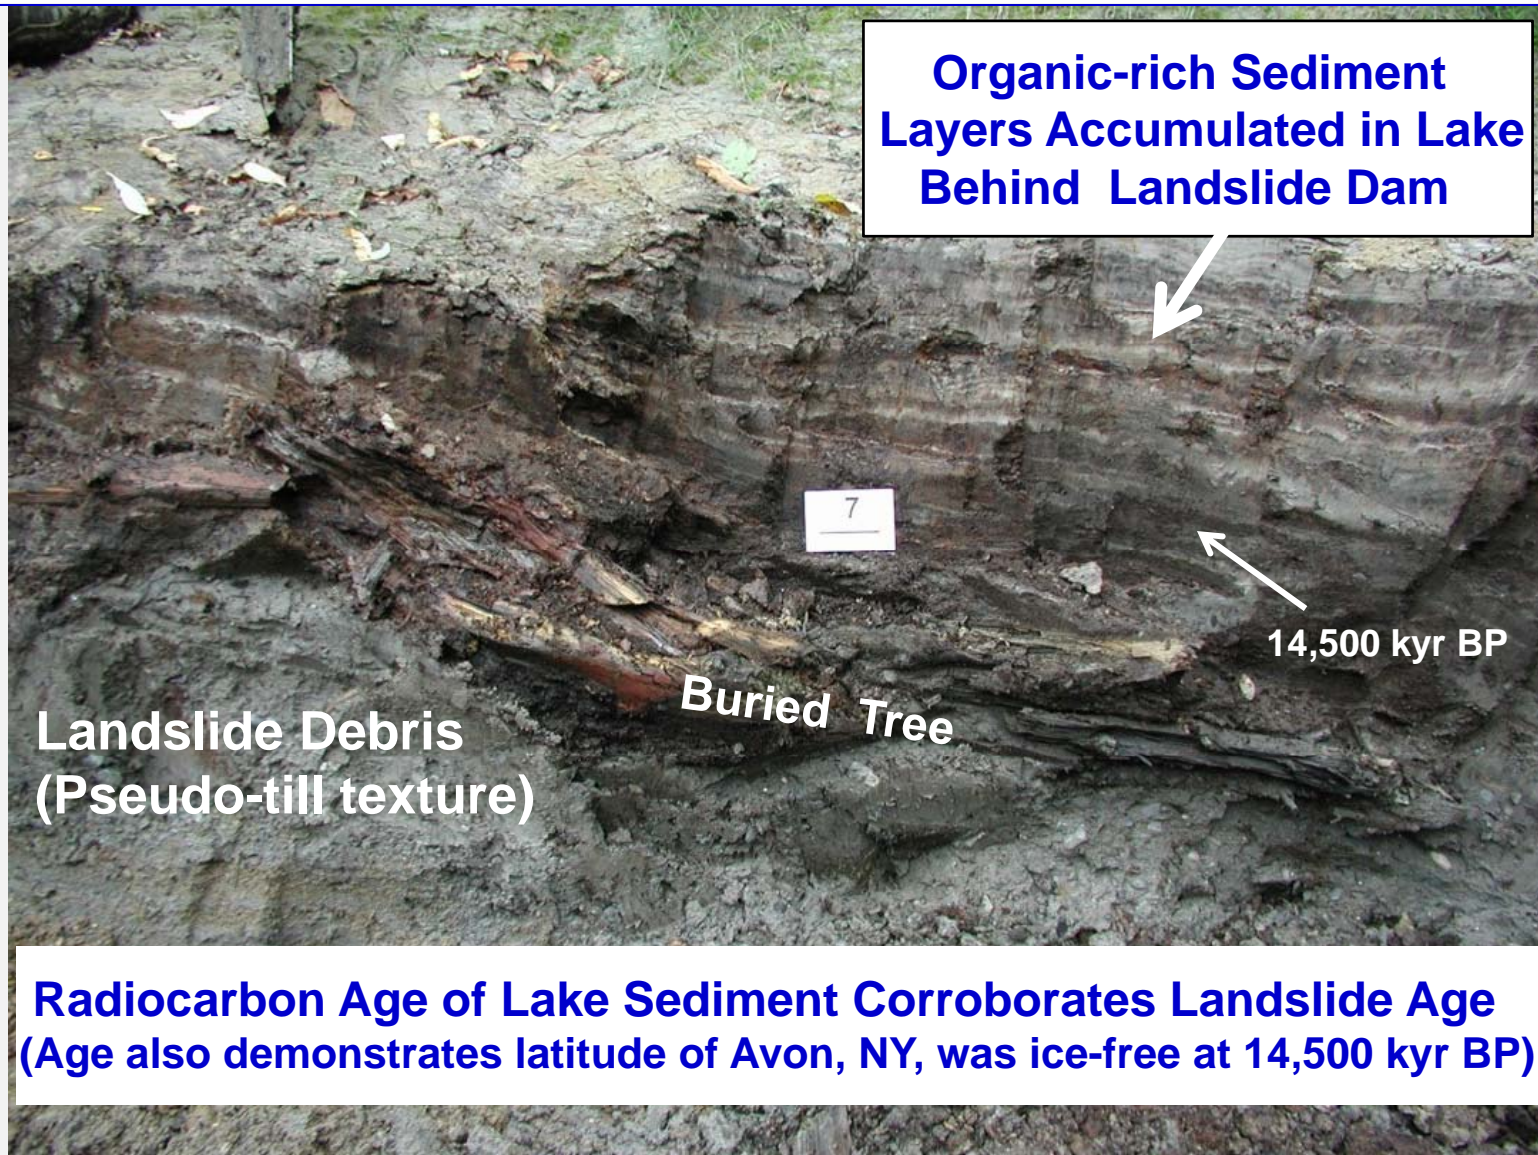 Organic-rich Sediment
Layers Accumulated in Lake
Behind Landslide Dam
7
14,500 kyr BP
Buried Tree
Landslide Debris
(Pseudo-till texture)
Radiocarbon Age of Lake Sediment Corroborates Landslide Age
(Age also demonstrates latitude of Avon, NY, was ice-free at 14,500 kyr BP)